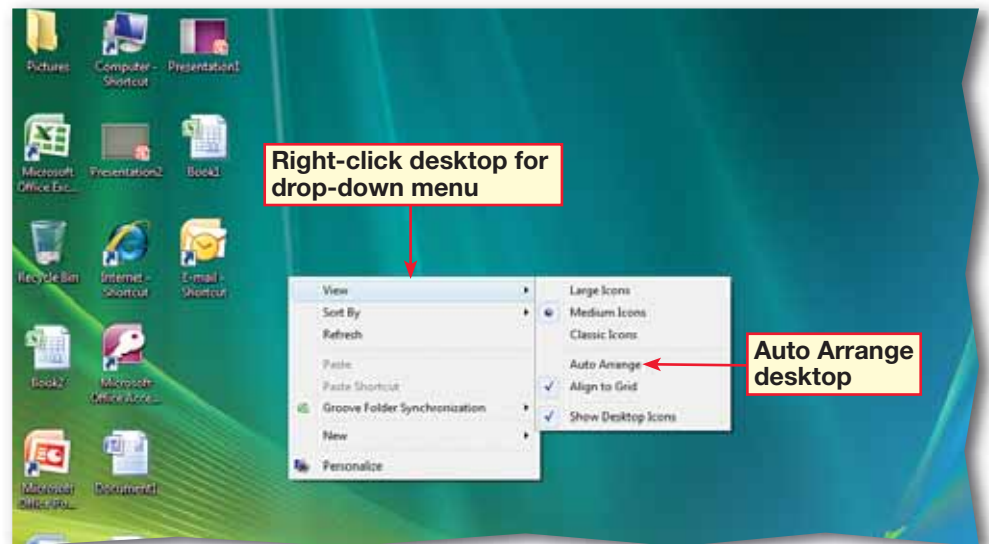 Pictures
Computer -
Shortcut
Presentation1
Microsoft
Office Exc...
Presentation2
Book1
Right-click desktop for
drop-down menu
Recycle Bin
Internet -
Shortcut
E-mail -
Shortcut
View
Sort By
Refresh
Paste
Paste Shortcut
Groove Folder Synchronization
New
Personalize
Large Icons
Medium Icons
Classic Icons
Auto Arrange
Align to Grid
Show Desktop Icons
Auto Arrange
desktop
Book2
Microsoft
Office Acce...
Microsoft
Office Po...
Document1